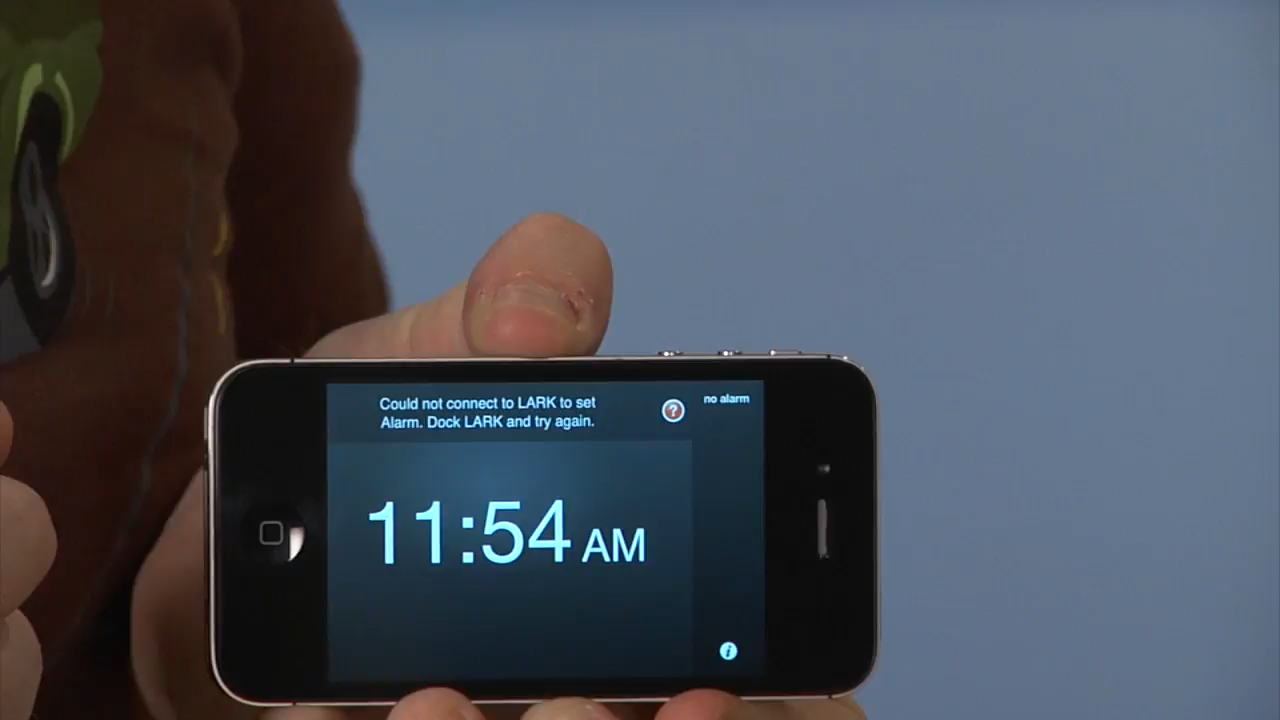 Could not connect to LARK to set
Alarm. Dock LARK and try again.
?
no alarm
11:54 AM
i